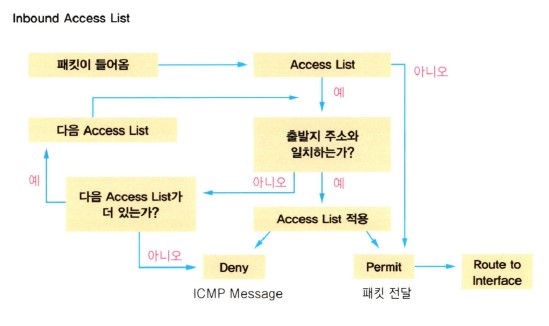 Inbound Access List
패킷이 들어옴
Access List
아니오
예
다음 Access List
출발지 주소와
일치하는가?
예
아니오
예
다음 Access List가
더 있는가?
Access List 적용
아니오
Deny
Permit
Route to
Interface
ICMP Message
패킷 전달